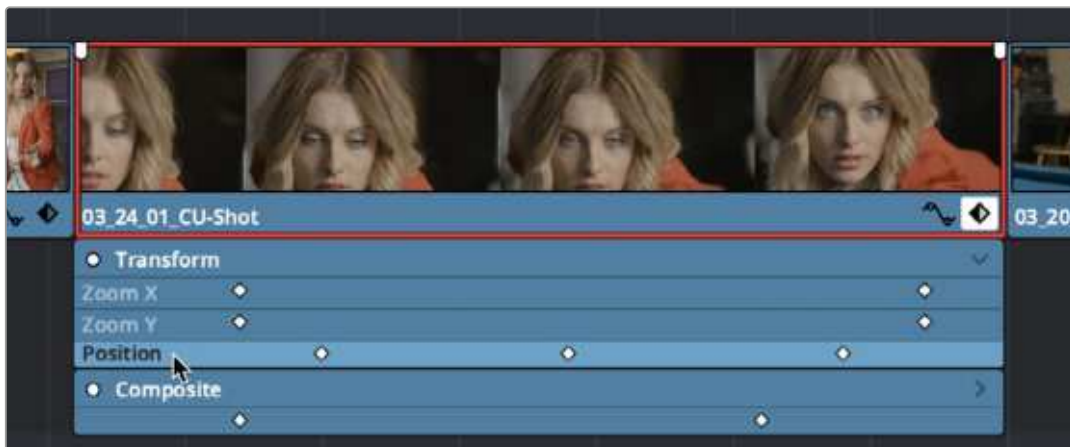 03_24_01_CU-Shot
03_20
Transform
Zoom X
Zoom Y
Position
Composite